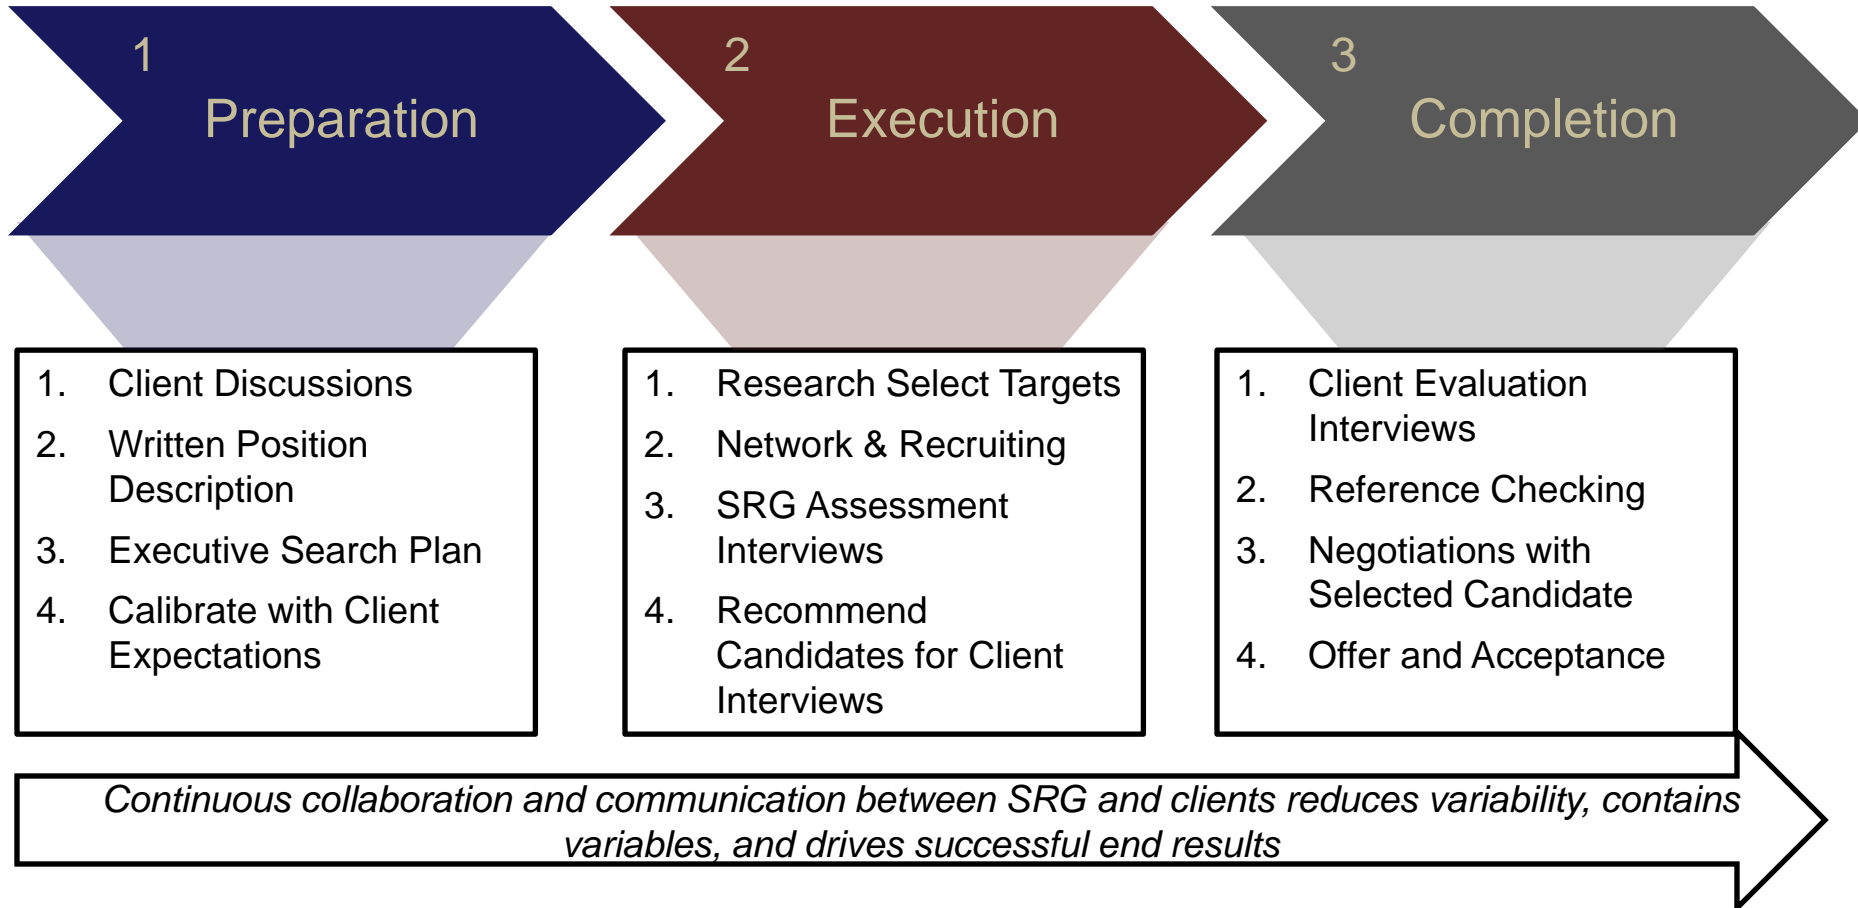 1
Preparation
2
Execution
3
Completion
1. Client Discussions
2. Written Position
Description
3. Executive Search Plan
4. Calibrate with Client
Expectations
1. Research Select Targets
2. Network & Recruiting
3. SRG Assessment
Interviews
4. Recommend
Candidates for Client
Interviews
1. Client Evaluation
Interviews
2. Reference Checking
3. Negotiations with
Selected Candidate
4. Offer and Acceptance
Continuous collaboration and communication between SRG and clients reduces variability, contains
variables, and drives successful end results